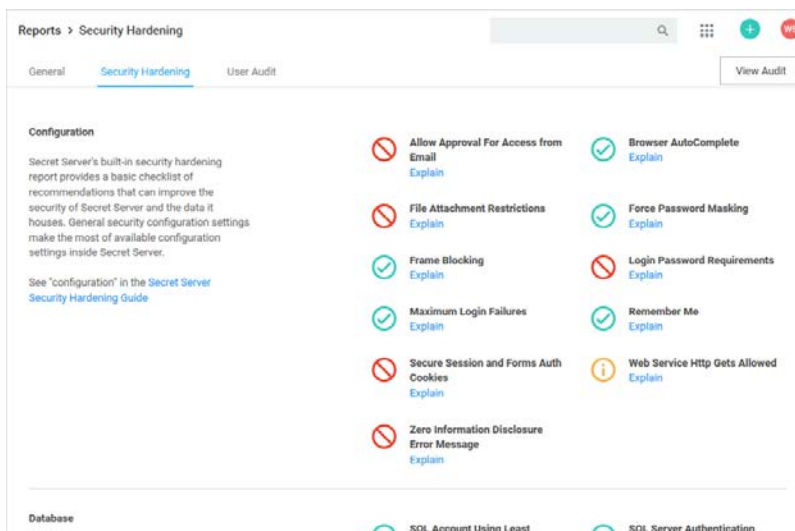 Reports > Security Hardening
WS
General Security Hardening User Audit
View Audit
Configuration
Secret Server's built-in security hardening
report provides a basic checklist of
recommendations that can improve the
security of Secret Server and the data it
houses. General security configuration settings
make the most of available configuration
settings inside Secret Server.
See "configuration" in the Secret Server
Security Hardening Guide
Allow Approval For Access from
Email
Explain
Browser AutoComplete
Explain
File Attachment Restrictions
Explain
Force Password Masking
Explain
Frame Blocking
Explain
Login Password Requirements
Explain
Maximum Login Failures
Explain
Remember Me
Explain
Secure Session and Forms Auth
Cookies
Explain
Web Service Http Gets Allowed
Explain
Zero Information Disclosure
Error Message
Explain
Database
SQL Account Using Least
SQL Server Authentication